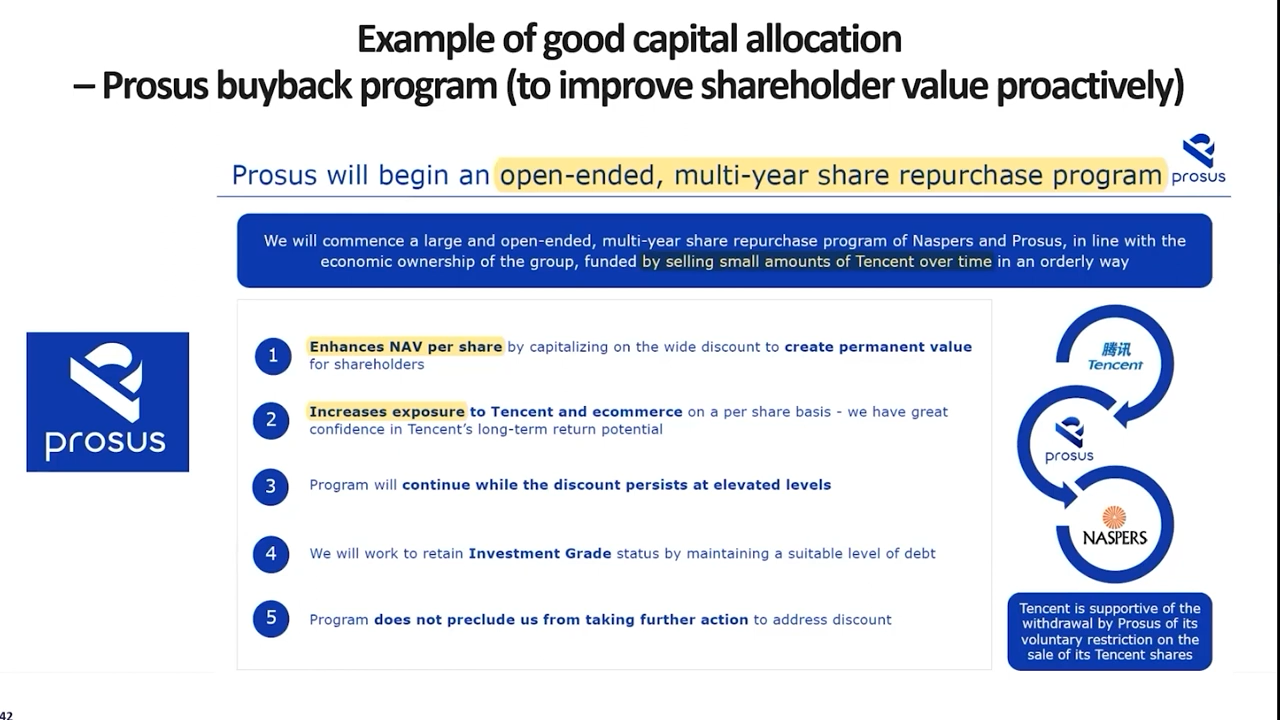 Example of good capital allocation
– Prosus buyback program (to improve shareholder value proactively)
Prosus will begin an open-ended, multi-year share repurchase program
prosus
We will commence a large and open-ended, multi-year share repurchase program of Naspers and Prosus, in line with the
economic ownership of the group, funded by selling small amounts of Tencent over time in an orderly way
prosus
1
Enhances NAV per share by capitalizing on the wide discount to create permanent value
for shareholders
2
Increases exposure to Tencent and ecommerce on a per share basis - we have great
confidence in Tencent's long-term return potential
3
Program will continue while the discount persists at elevated levels
4
We will work to retain Investment Grade status by maintaining a suitable level of debt
5
Program does not preclude us from taking further action to address discount
腾讯
Tencent
prosus
NASPERS
Tencent is supportive of the
withdrawal by Prosus of its
voluntary restriction on the
sale of its Tencent shares
42